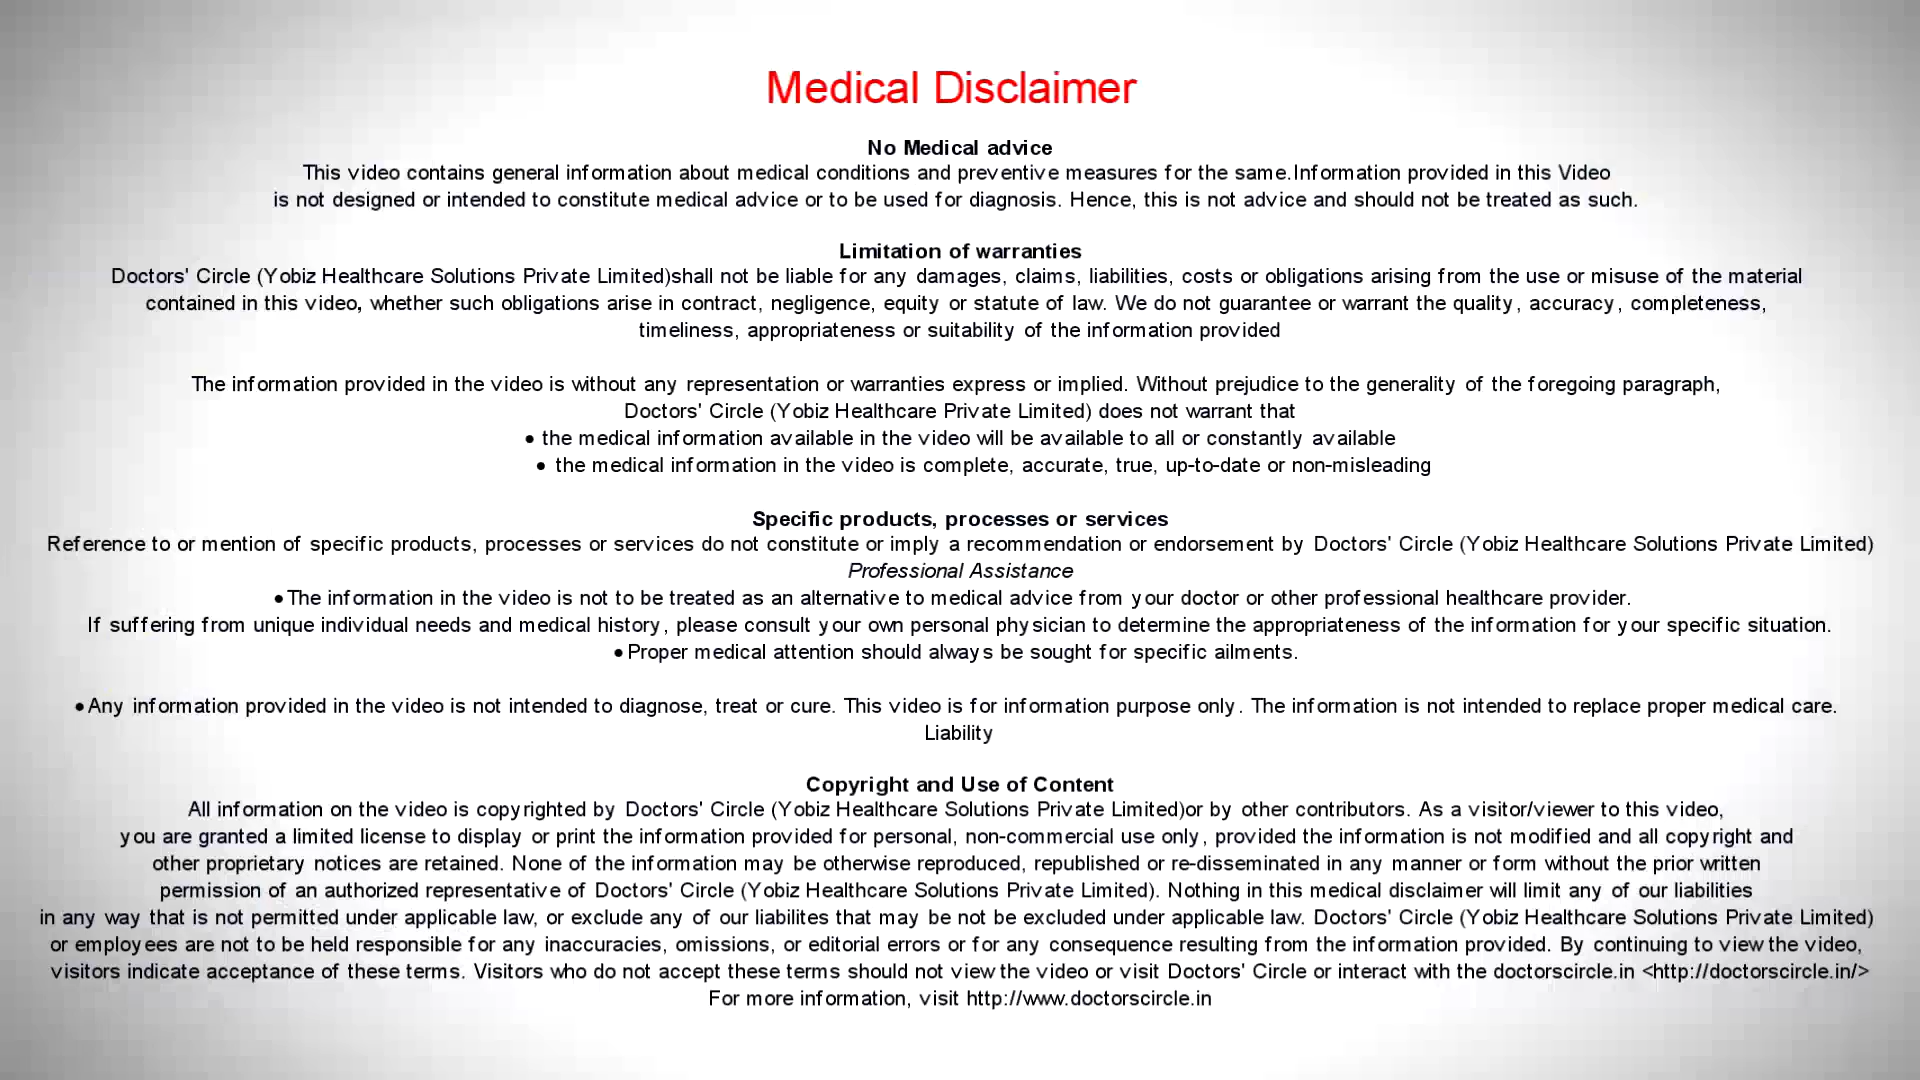 Medical Disclaimer
No Medical advice
This video contains general information about medical conditions and preventive measures for the same.Information provided in this Video
is not designed or intended to constitute medical advice or to be used for diagnosis. Hence, this is not advice and should not be treated as such.
Limitation of warranties
Doctors' Circle (Yobiz Healthcare Solutions Private Limited)shall not be liable for any damages, claims, liabilities, costs or obligations arising from the use or misuse of the material
contained in this video, whether such obligations arise in contract, negligence, equity or statute of law. We do not guarantee or warrant the quality, accuracy, completeness,
timeliness, appropriateness or suitability of the information provided
The information provided in the video is without any representation or warranties express or implied. Without prejudice to the generality of the foregoing paragraph,
Doctors' Circle (Yobiz Healthcare Private Limited) does not warrant that
• the medical information available in the video will be available to all or constantly available
• the medical information in the video is complete, accurate, true, up-to-date or non-misleading
Specific products, processes or services
Reference to or mention of specific products, processes or services do not constitute or imply a recommendation or endorsement by Doctors' Circle (Yobiz Healthcare Solutions Private Limited)
Professional Assistance
•The information in the video is not to be treated as an alternative to medical advice from your doctor or other professional healthcare provider.
If suffering from unique individual needs and medical history, please consult your own personal physician to determine the appropriateness of the information for your specific situation.
•Proper medical attention should always be sought for specific ailments.
•Any information provided in the video is not intended to diagnose, treat or cure. This video is for information purpose only. The information is not intended to replace proper medical care.
Liability
Copyright and Use of Content
All information on the video is copyrighted by Doctors' Circle (Yobiz Healthcare Solutions Private Limited)or by other contributors. As a visitor/viewer to this video,
you are granted a limited license to display or print the information provided for personal, non-commercial use only, provided the information is not modified and all copyright and
other proprietary notices are retained. None of the information may be otherwise reproduced, republished or re-disseminated in any manner or form without the prior written
permission of an authorized representative of Doctors' Circle (Yobiz Healthcare Solutions Private Limited). Nothing in this medical disclaimer will limit any of our liabilities
in any way that is not permitted under applicable law, or exclude any of our liabilites that may be not be excluded under applicable law. Doctors' Circle (Yobiz Healthcare Solutions Private Limited)
or employees are not to be held responsible for any inaccuracies, omissions, or editorial errors or for any consequence resulting from the information provided. By continuing to view the video,
visitors indicate acceptance of these terms. Visitors who do not accept these terms should not view the video or visit Doctors' Circle or interact with the doctorscircle.in <http://doctorscircle.in/>
For more information, visit http://www.doctorscircle.in